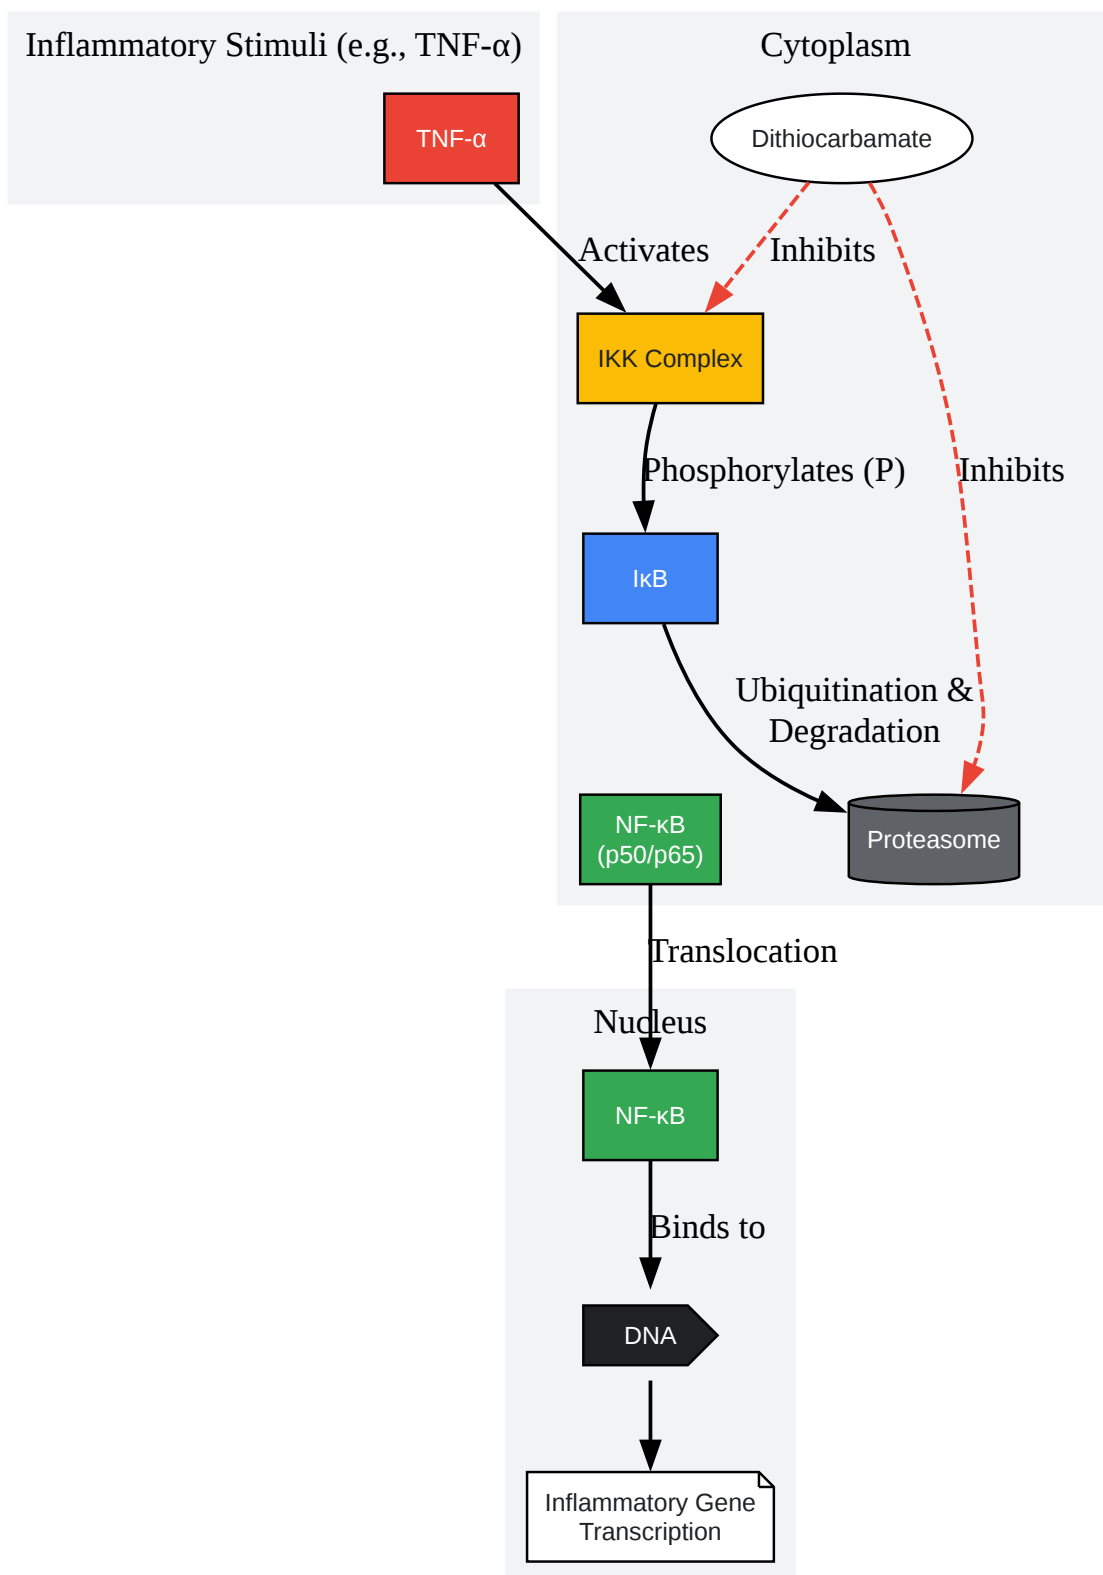 Inflammatory Stimuli (e.g., TNF-α)
Cytoplasm
TNF-α
Dithiocarbamate
Activates
Inhibits
IKK Complex
Phosphorylates (P)
Inhibits
IκB
Ubiquitination &
Degradation
NF-κB
(p50/p65)
Proteasome
Translocation
Nucleus
NF-κB
Binds to
DNA
Inflammatory Gene
Transcription